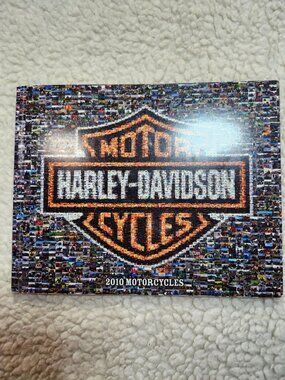 MOTOR
HARLEY-DAVIDSON
CYCLES
2010 MOTORCYCLES